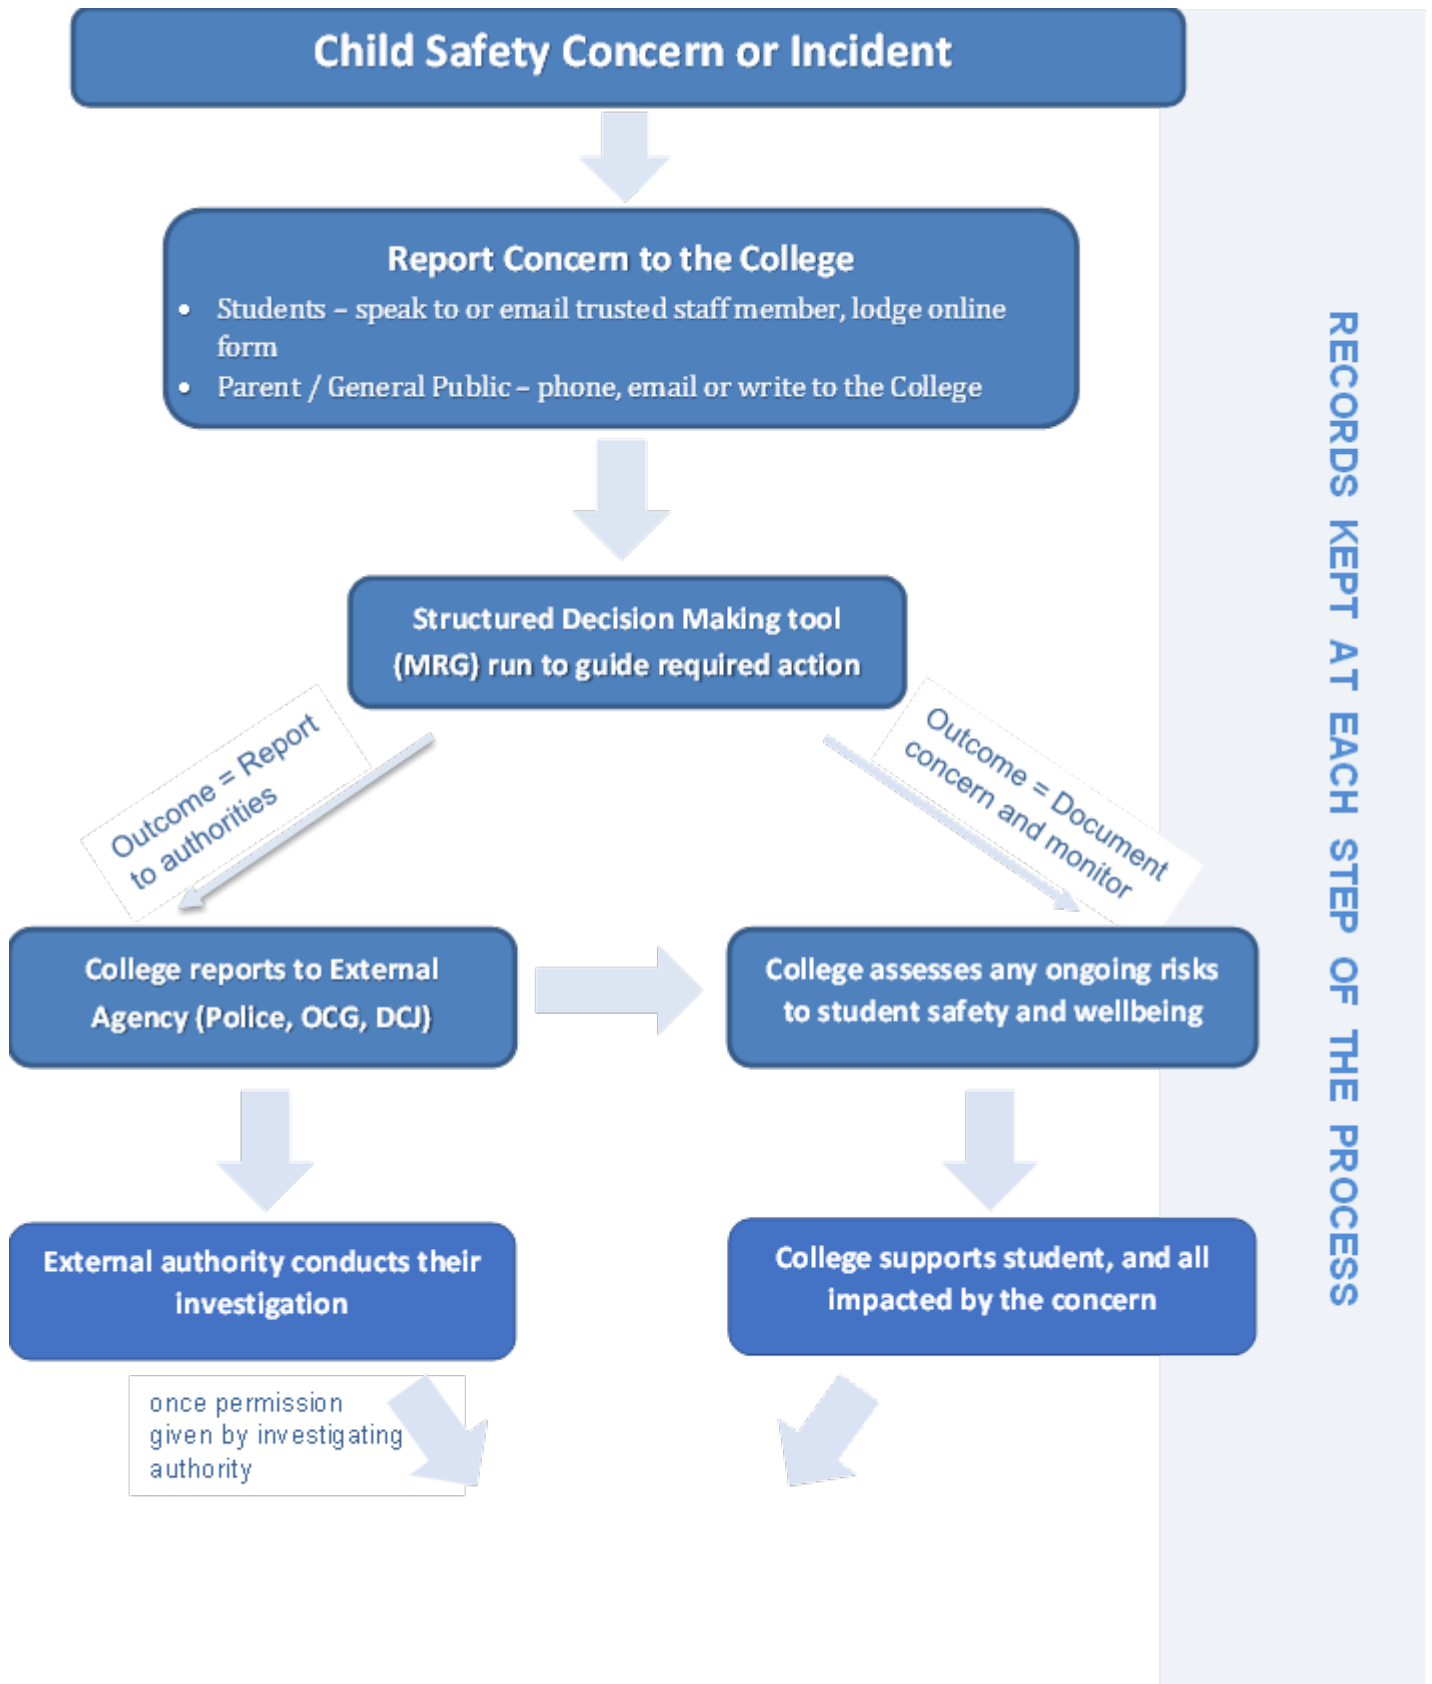 Child Safety Concern or Incident
Report Concern to the College
• Students – speak to or email trusted staff member, lodge online
form
• Parent / General Public – phone, email or write to the College
Structured Decision Making tool
(MRG) run to guide required action
Outcome = Report
to authorities
Outcome = Document
concern and monitor
College reports to External
Agency (Police, OCG, DCJ)
College assesses any ongoing risks
to student safety and wellbeing
External authority conducts their
investigation
College supports student, and all
impacted by the concern
once permission
given by investigating
authority
RECORDS KEPT AT EACH STEP OF THE PROCESS